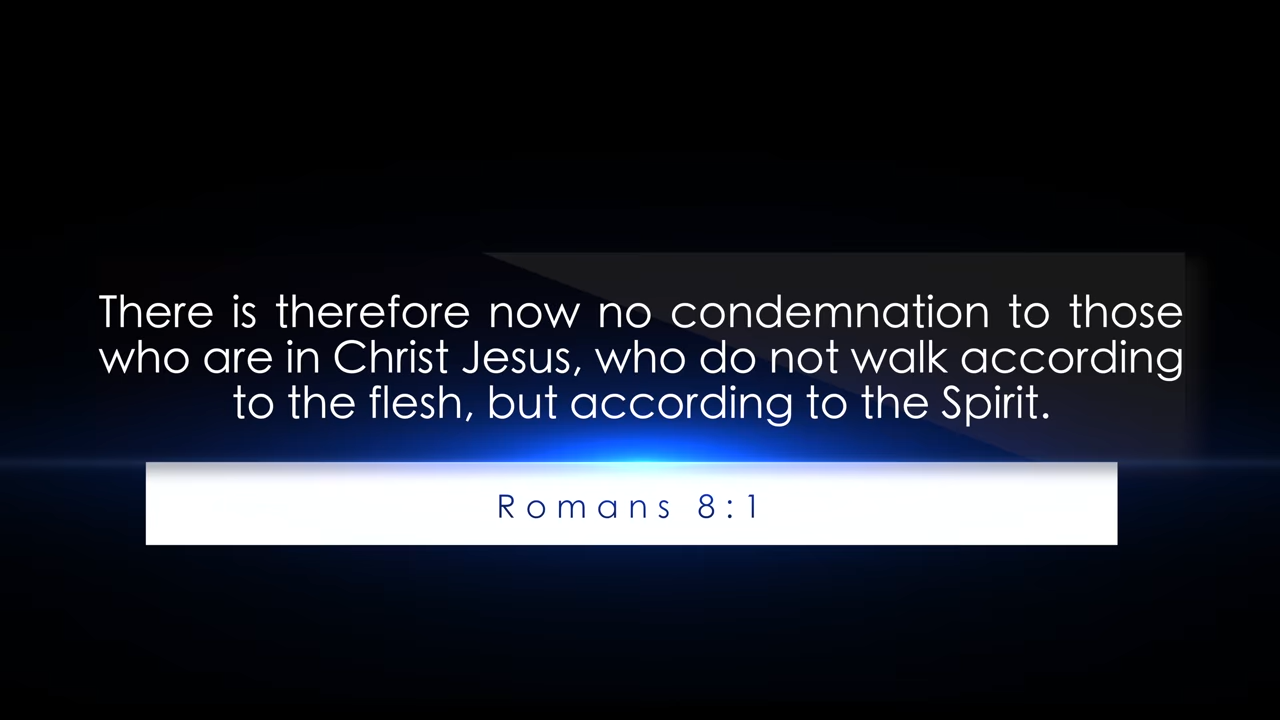 There is therefore now no condemnation to those
who are in Christ Jesus, who do not walk according
to the flesh, but according to the Spirit.
Romans 8:1